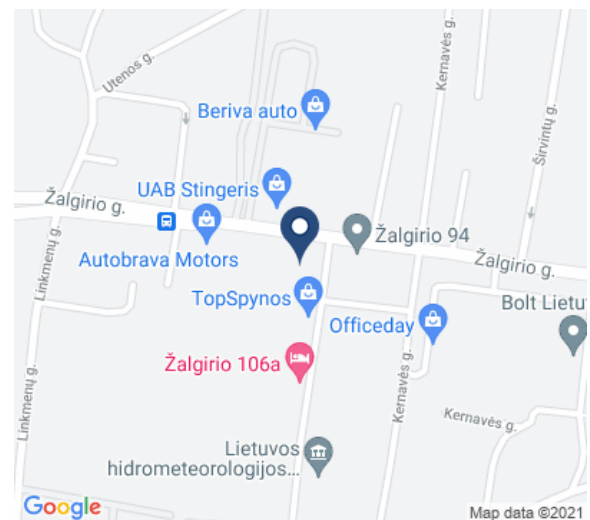 Utenos g.
Kernavės g.
Beriva auto
Širvintų g.
UAB Stingeris
Žalgirio g.
Žalgirio 94
Autobrava Motors
Žalgirio g.
Linkmenų g.
TopSpynos
Bolt Lietu
Officeday
Žalgirio 106a
Linkmenų g.
Kernavės g.
Kernavės g.
Lietuvos
hidrometeorologijos...
Google
Map data ©2021